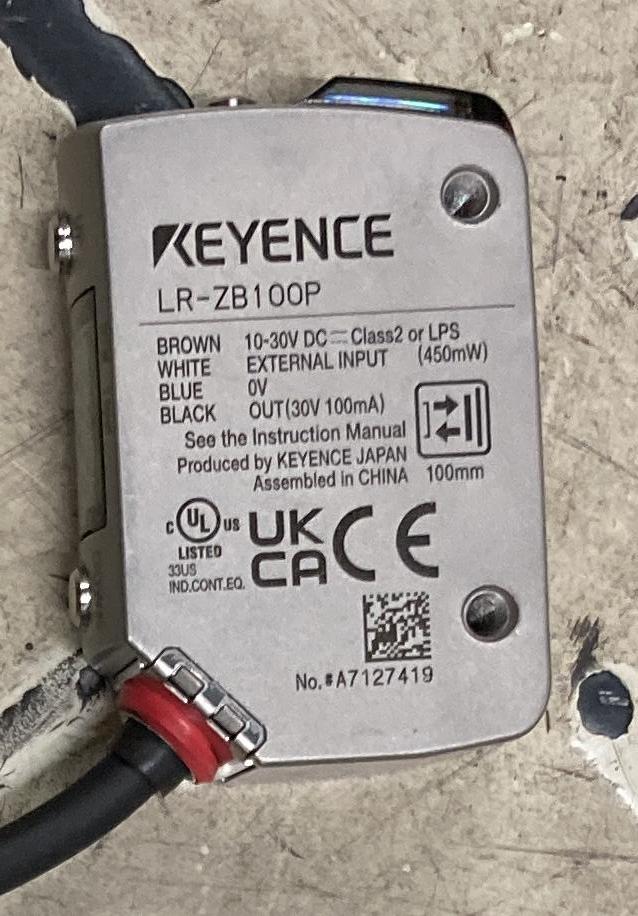 KEYENCE
LR-ZB100P
BROWN 10-30V DC⎓Class2 or LPS
WHITE EXTERNAL INPUT (450mW)
BLUE 0V
BLACK OUT(30V 100mA)
See the Instruction Manual
Produced by KEYENCE JAPAN
Assembled in CHINA 100mm
c UL us
LISTED
33US
IND.CONT.EQ.
UK
CA
CE
No.#A7127419